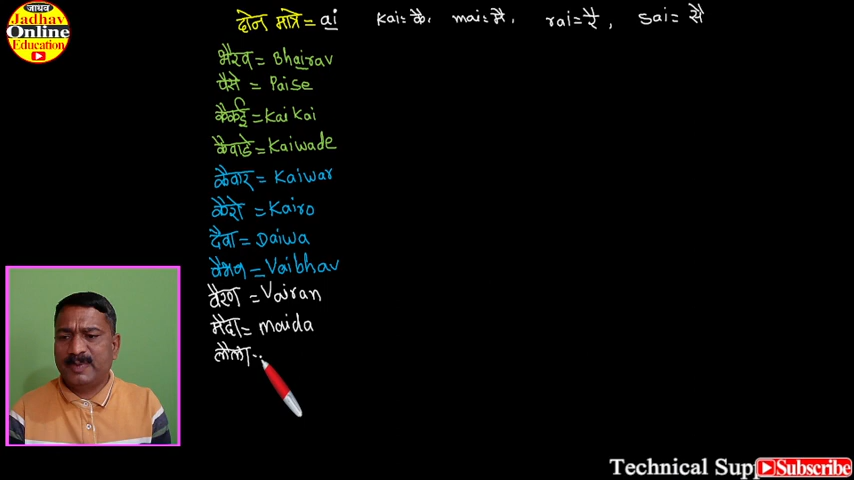 जाधव
Jadhav
Online
Education
दोन मात्रे = ai kai = कै, mai = मै, rai = रै, Sai = सै
भैरव = Bhairav
पैसे = Paise
कैकई = Kaikai
कैवाडे = Kaiwade
कैवार = Kaiwar
कैरो = Kairo
दैवा = Daiwa
वैभव = Vaibhav
वैरण = Vairan
मैदा = maida
Technical Supp Subscribe